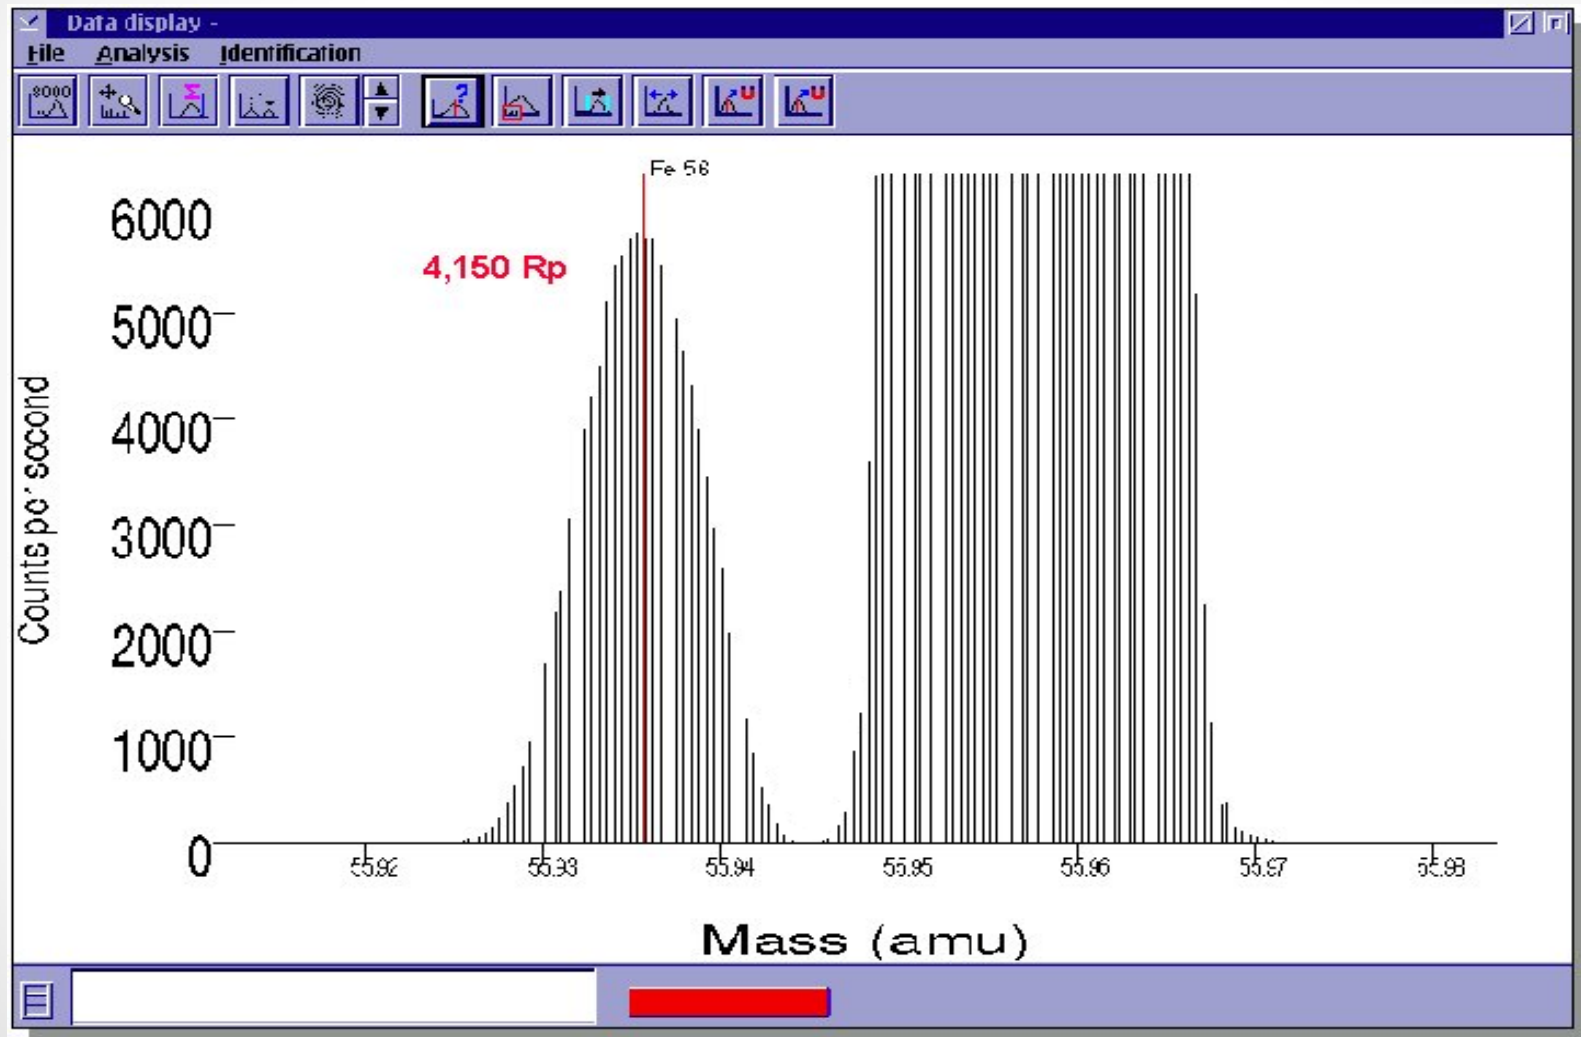 Data display -
File Analysis Identification
Fe 56
6000
4,150 Rp
5000
4000
3000
2000
1000
0
Counts per second
55.92 55.93 55.94 55.95 55.96 55.97 55.98
Mass (amu)